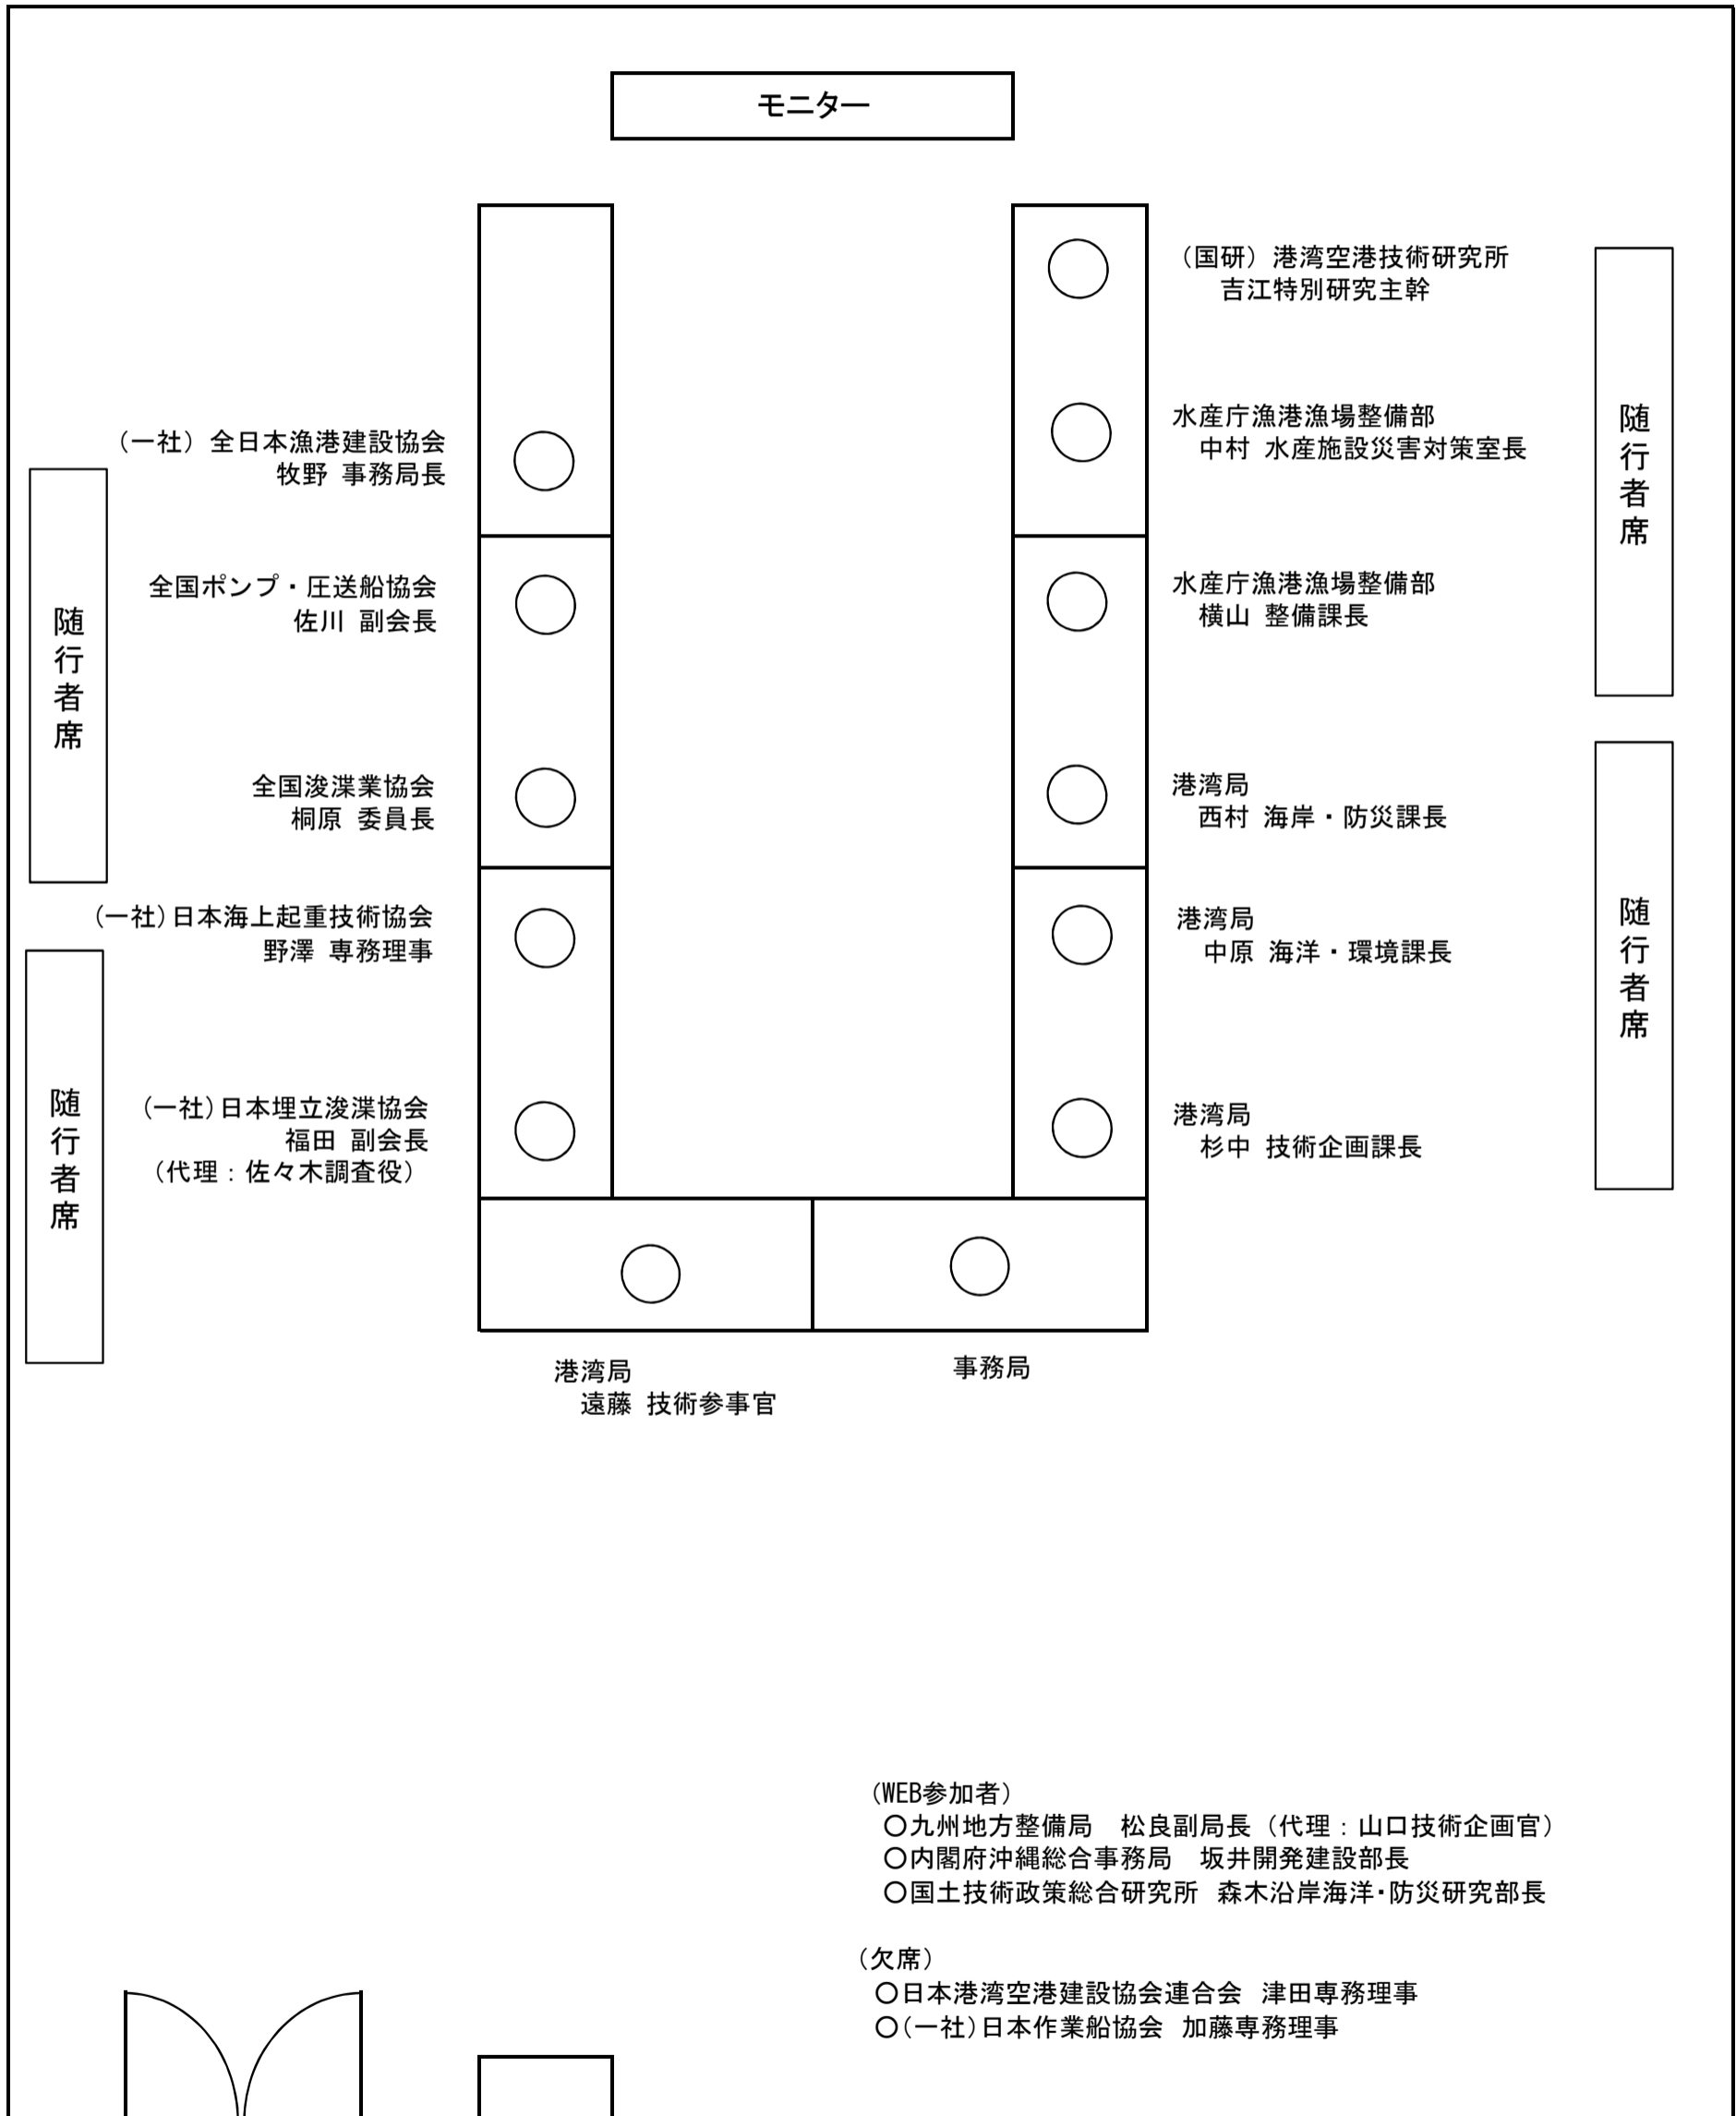 モニター
（一社）全日本漁港建設協会
牧野 事務局長
全国ポンプ・圧送船協会
佐川 副会長
全国浚渫業協会
桐原 委員長
（一社）日本海上起重技術協会
野澤 専務理事
（一社）日本埋立浚渫協会
福田 副会長
（代理：佐々木調査役）
随行者席
随行者席
（国研）港湾空港技術研究所
吉江特別研究主幹
水産庁漁港漁場整備部
中村 水産施設災害対策室長
水産庁漁港漁場整備部
横山 整備課長
港湾局
西村 海岸・防災課長
港湾局
中原 海洋・環境課長
港湾局
杉中 技術企画課長
随行者席
随行者席
港湾局
遠藤 技術参事官
事務局
（WEB参加者）
〇九州地方整備局　松良副局長（代理：山口技術企画官）
〇内閣府沖縄総合事務局　坂井開発建設部長
〇国土技術政策総合研究所 森木沿岸海洋・防災研究部長
（欠席）
〇日本港湾空港建設協会連合会 津田専務理事
〇（一社）日本作業船協会 加藤専務理事